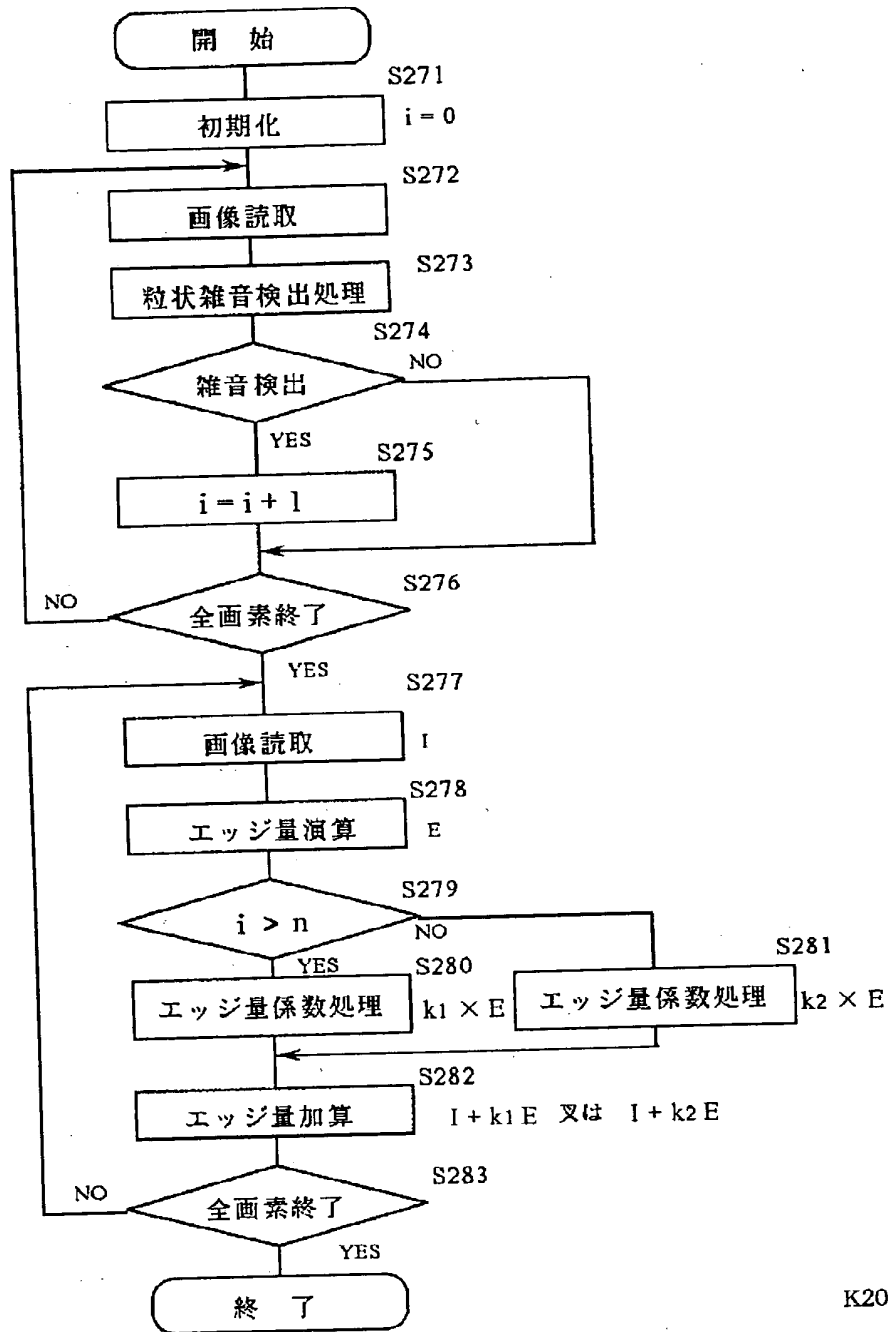 開 始
S271
初期化
i = 0
S272
画像読取
S273
粒状雑音検出処理
S274
雑音検出
NO
YES
S275
i = i + 1
S276
NO
全画素終了
YES
S277
画像読取
I
S278
エッジ量演算
E
S279
i > n
NO
YES
S280
エッジ量係数処理
k1 × E
S281
エッジ量係数処理
k2 × E
S282
エッジ量加算
I + k1 E 又は I + k2 E
S283
NO
全画素終了
YES
終 了
K20